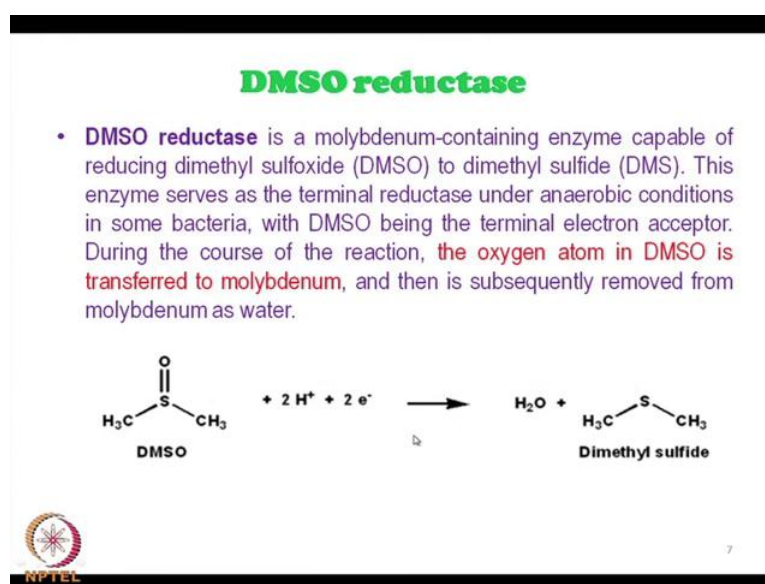 DMSO reductase
• DMSO reductase is a molybdenum-containing enzyme capable of
reducing dimethyl sulfoxide (DMSO) to dimethyl sulfide (DMS). This
enzyme serves as the terminal reductase under anaerobic conditions
in some bacteria, with DMSO being the terminal electron acceptor.
During the course of the reaction, the oxygen atom in DMSO is
transferred to molybdenum, and then is subsequently removed from
molybdenum as water.
O
S + 2 H⁺ + 2 e⁻ H₂O + S
H₃C CH₃ H₃C CH₃
DMSO Dimethyl sulfide
7
NPTEL